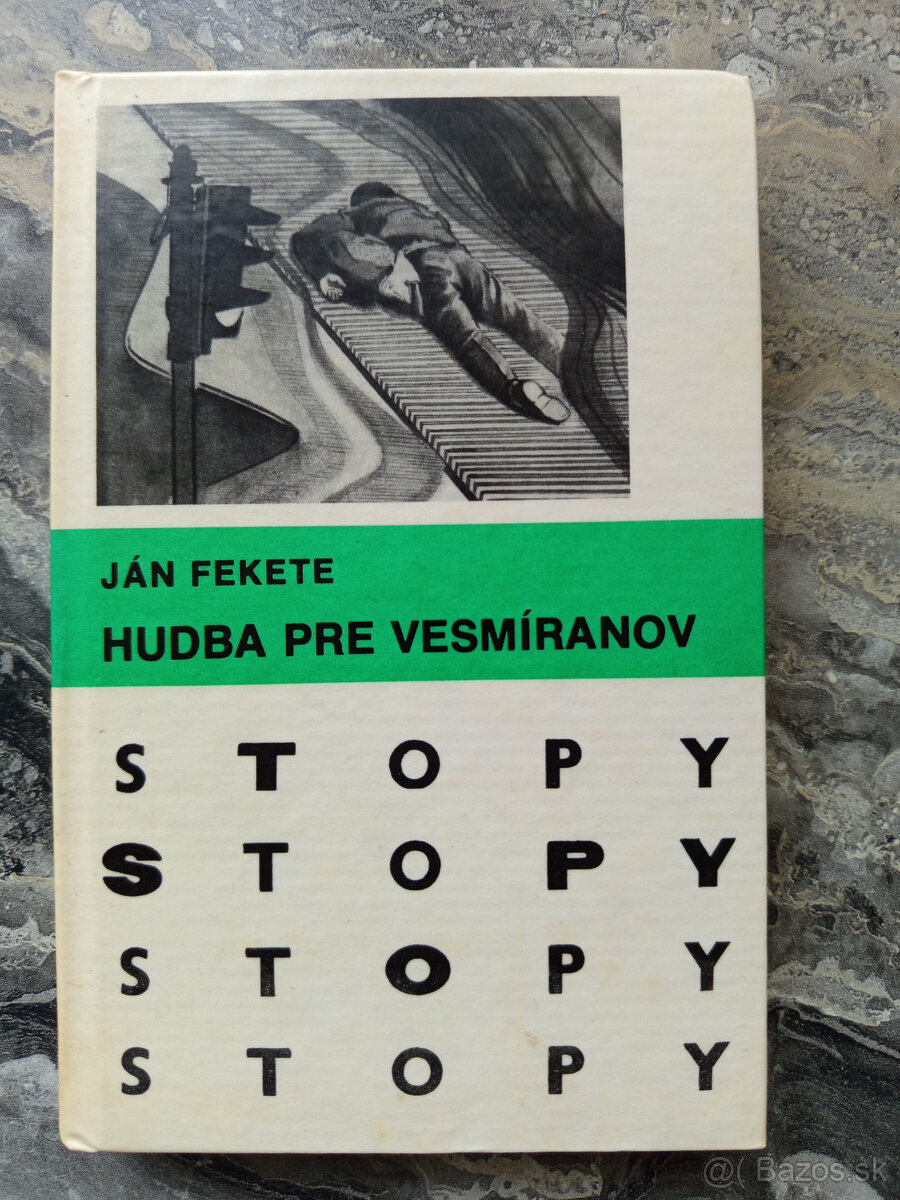 JÁN FEKETE
HUDBA PRE VESMÍRANOV
S T O P Y
S T O P Y
S T O P Y
S T O P Y
@( Bazos.sk